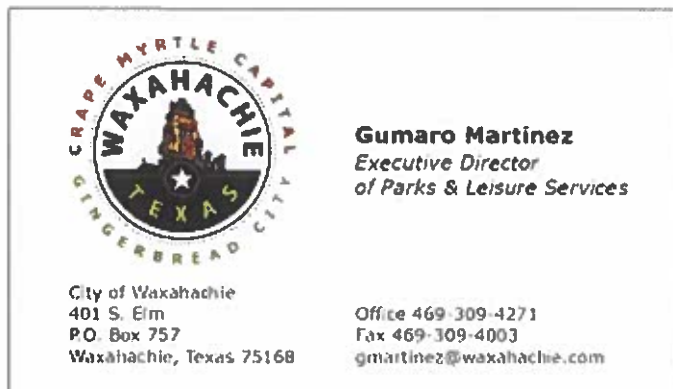 CRAPE MYRTLE CAPITAL
WAXAHACHIE
TEXAS
GINGERBREAD CITY
Gumaro Martinez
Executive Director
of Parks & Leisure Services
City of Waxahachie
401 S. Elm
P.O. Box 757
Waxahachie, Texas 75168
Office 469-309-4271
Fax 469-309-4003
gmartinez@waxahachie.com